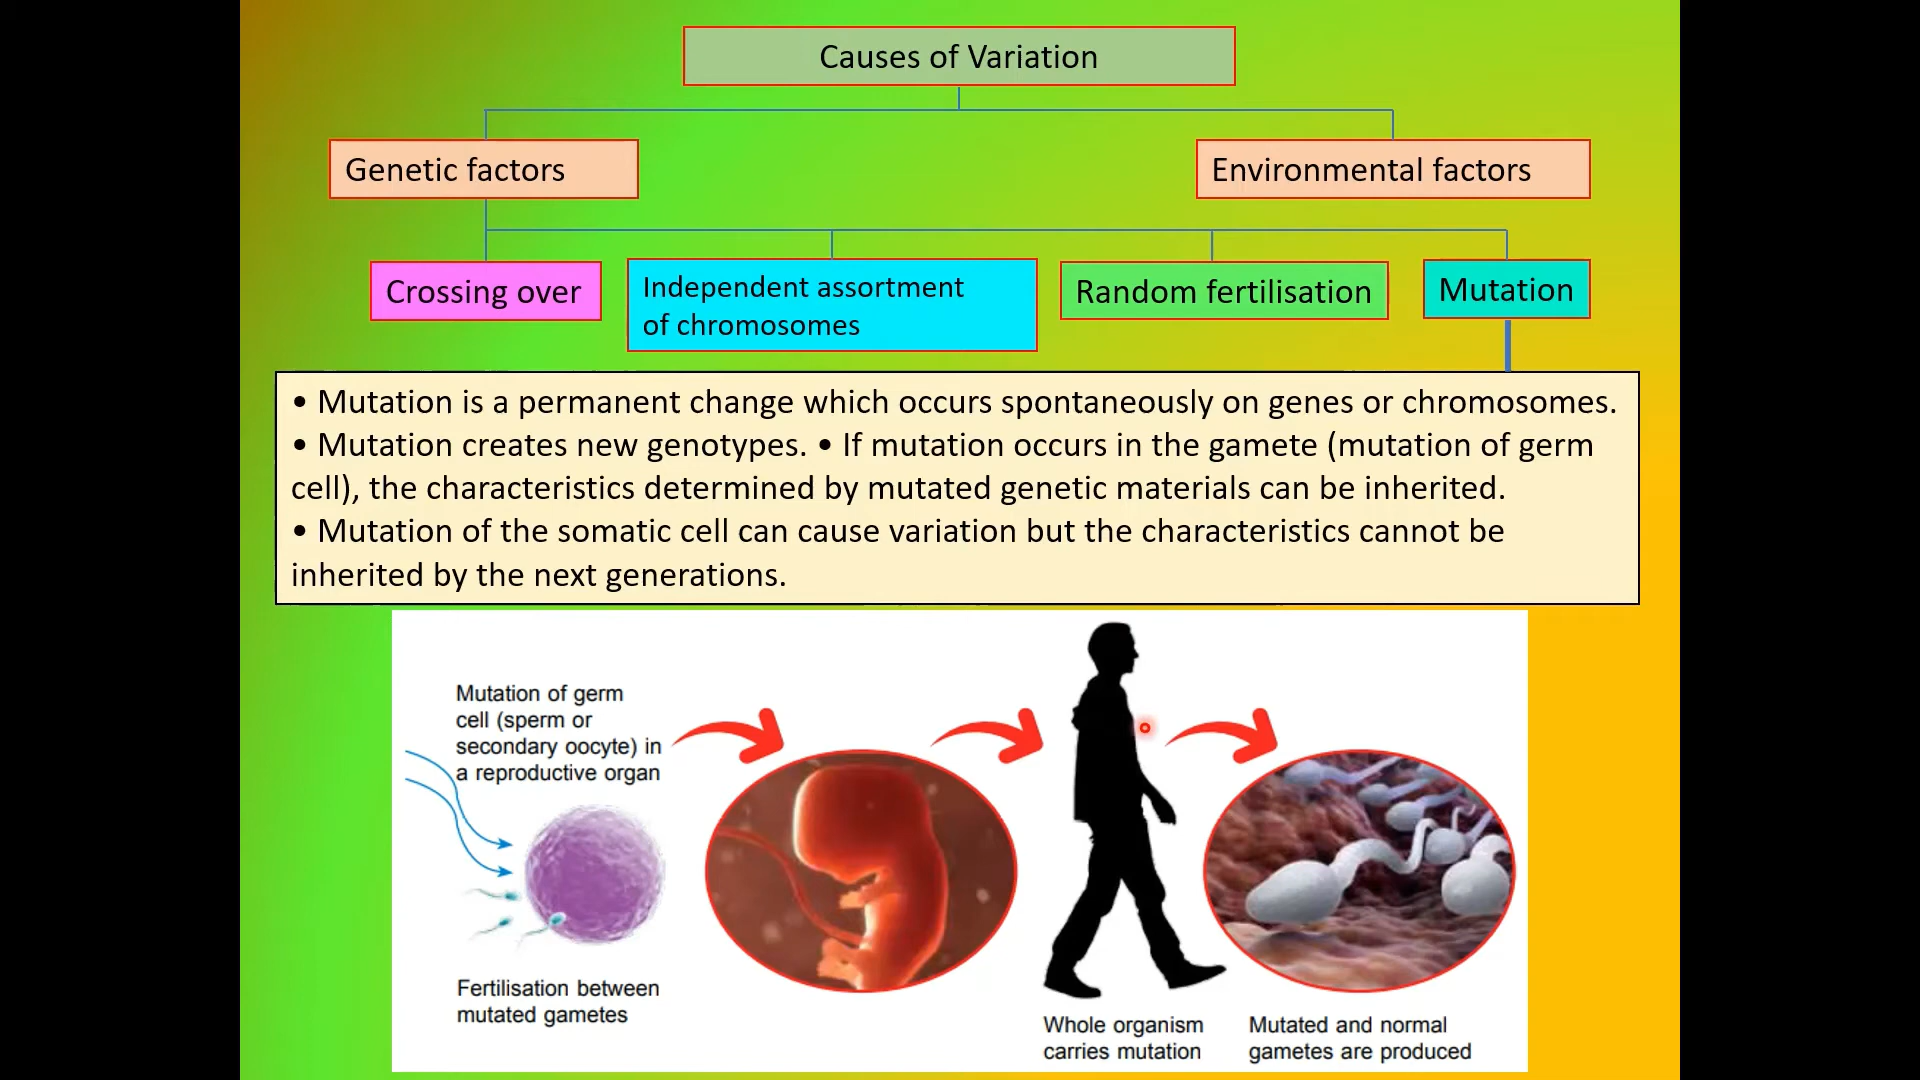 Causes of Variation
Genetic factors
Environmental factors
Crossing over
Independent assortment
of chromosomes
Random fertilisation
Mutation
• Mutation is a permanent change which occurs spontaneously on genes or chromosomes.
• Mutation creates new genotypes. • If mutation occurs in the gamete (mutation of germ
cell), the characteristics determined by mutated genetic materials can be inherited.
• Mutation of the somatic cell can cause variation but the characteristics cannot be
inherited by the next generations.
Mutation of germ
cell (sperm or
secondary oocyte) in
a reproductive organ
Fertilisation between
mutated gametes
Whole organism
carries mutation
Mutated and normal
gametes are produced